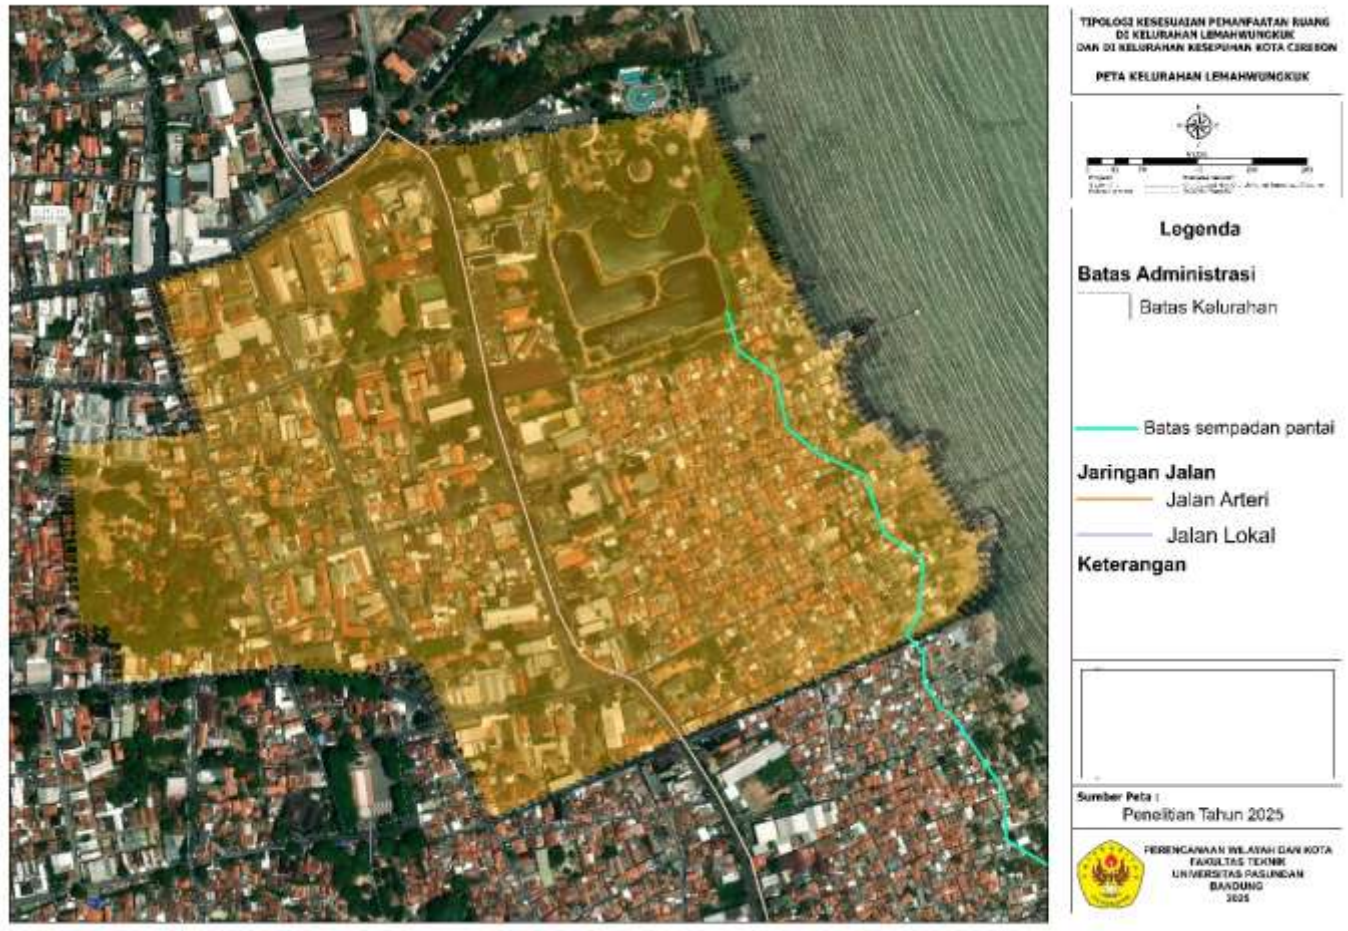 TIPOLOGI KESESUAIAN PEMANFAATAN RUANG
DI KELURAHAN LEMAHWUNGKUK
DAN DI KELURAHAN KESEPUHAN KOTA CIREBON
PETA KELURAHAN LEMAHWUNGKUK
Legenda
Batas Administrasi
Batas Kelurahan
Batas sempadan pantai
Jaringan Jalan
Jalan Arteri
Jalan Lokal
Keterangan
Sumber Peta :
Penelitian Tahun 2025
PERENCANAAN WILAYAH DAN KOTA
FAKULTAS TEKNIK
UNIVERSITAS PASUNDAN
BANDUNG
2025